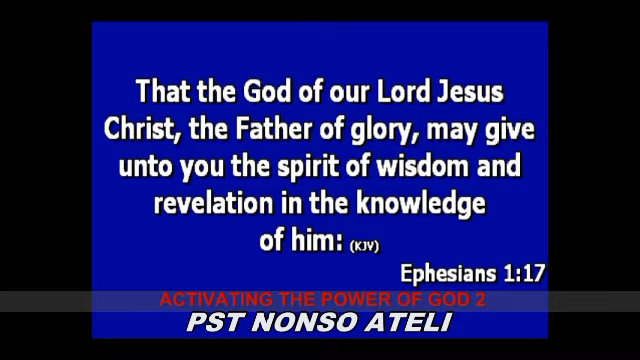 That the God of our Lord Jesus
Christ, the Father of glory, may give
unto you the spirit of wisdom and
revelation in the knowledge
of him: (KJV)
Ephesians 1:17
ACTIVATING THE POWER OF GOD 2
PST NONSO ATELI